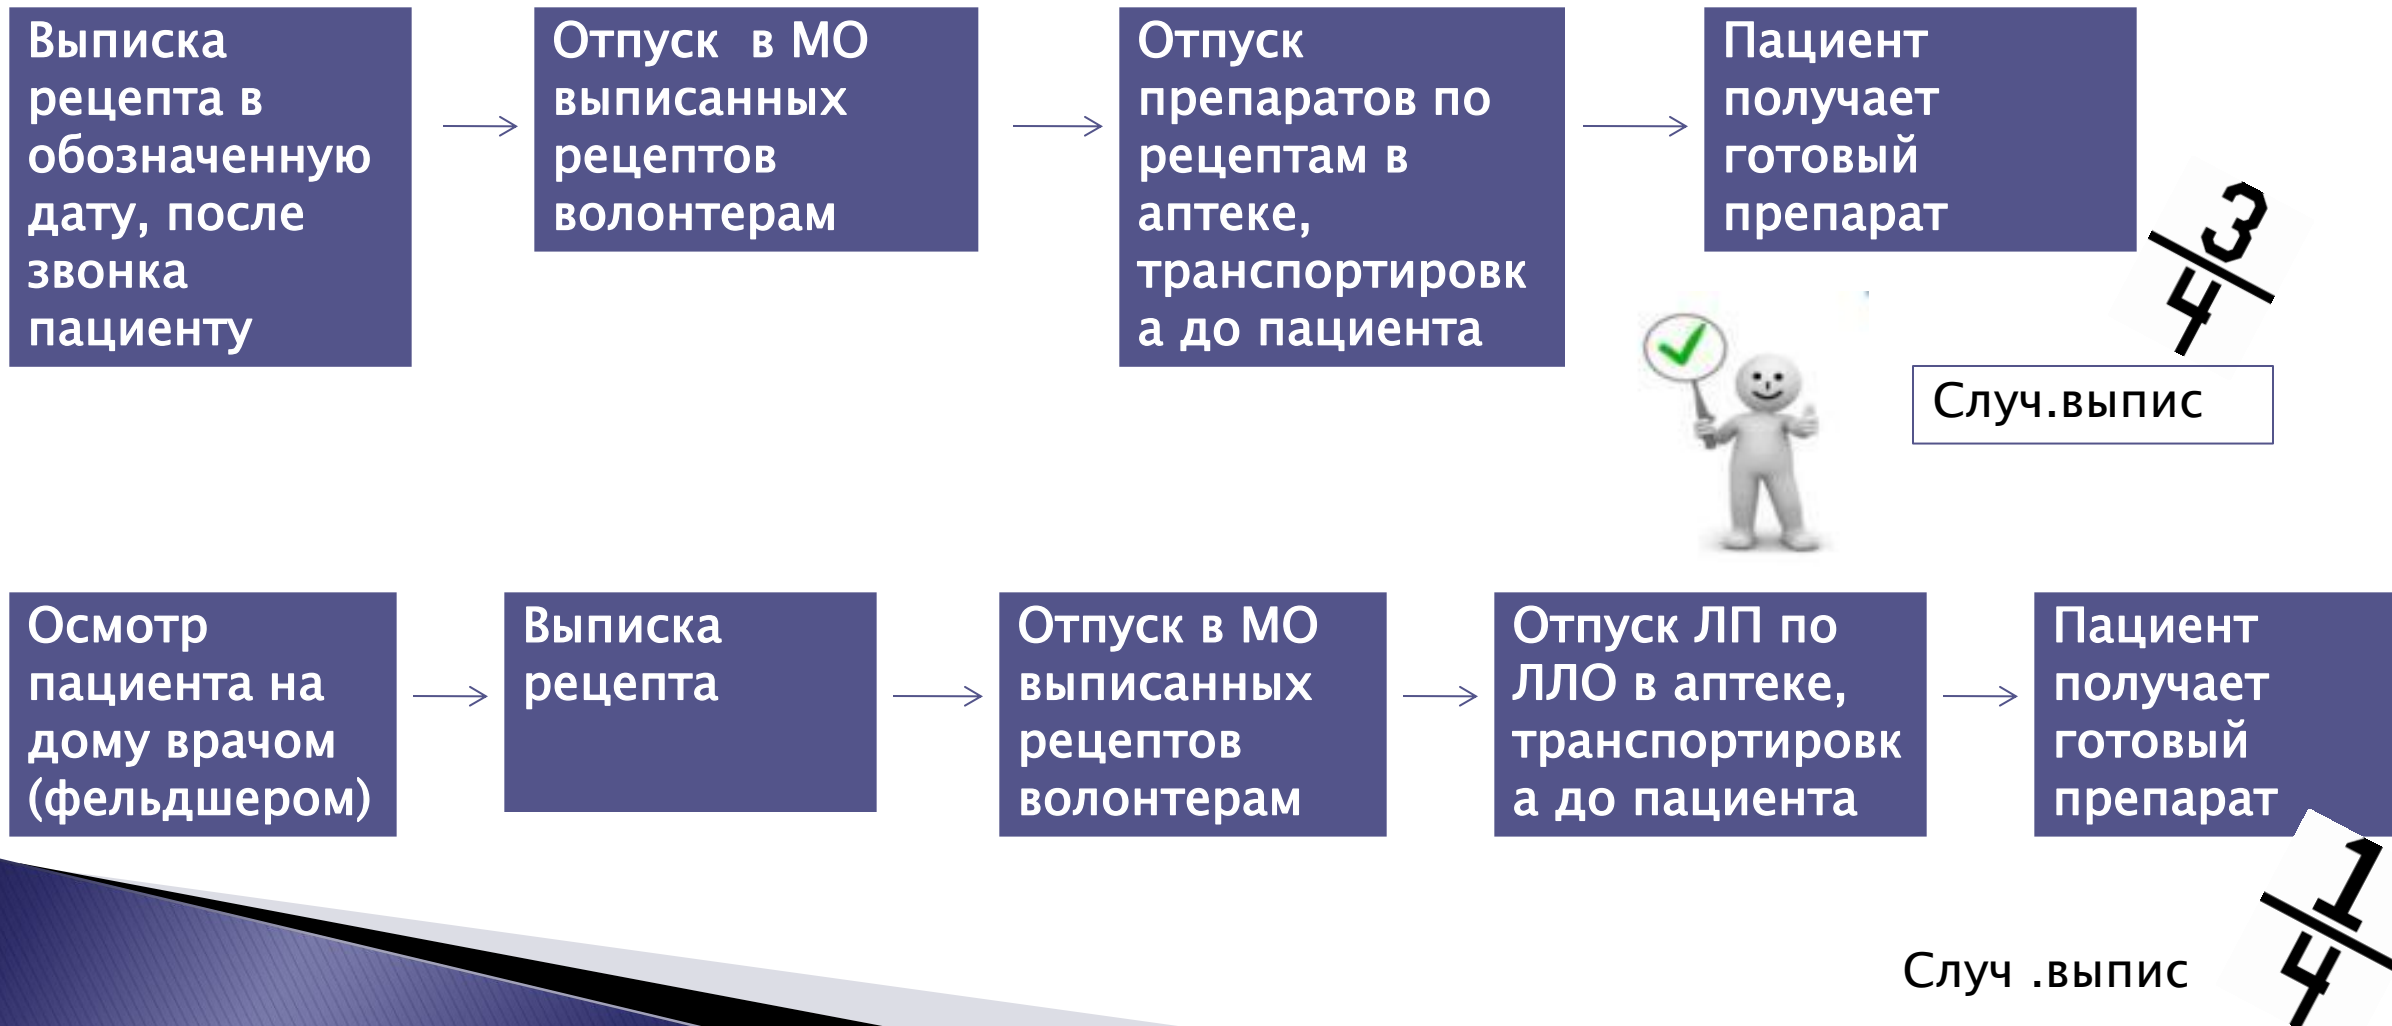 Выписка
рецепта в
обозначенную
дату, после
звонка
пациенту
Отпуск  в МО
выписанных
рецептов
волонтерам
Отпуск
препаратов по
рецептам в
аптеке,
транспортировк
а до пациента
Пациент
получает
готовый
препарат
3
4
Случ.выпис
Осмотр
пациента на
дому врачом
(фельдшером)
Выписка
рецепта
Отпуск в МО
выписанных
рецептов
волонтерам
Отпуск ЛП по
ЛЛО в аптеке,
транспортировк
а до пациента
Пациент
получает
готовый
препарат
1
4
Случ .выпис